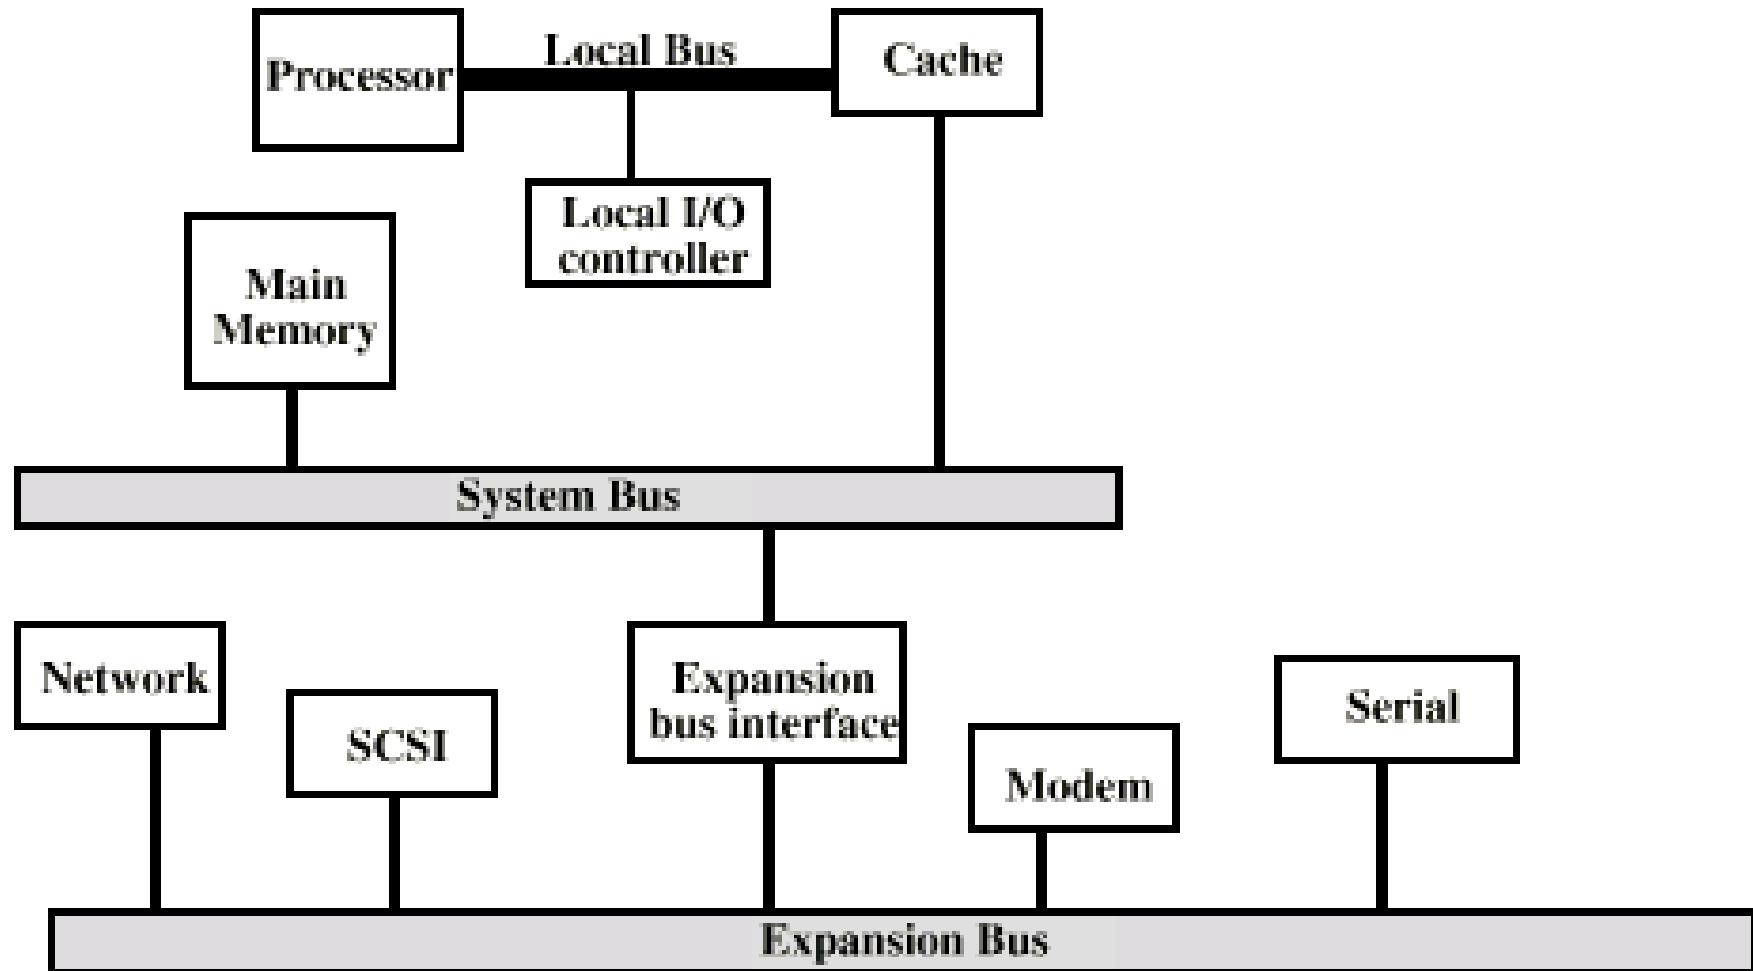 Processor
Local Bus
Cache
Local I/O
controller
Main
Memory
System Bus
Network
SCSI
Expansion
bus interface
Modem
Serial
Expansion Bus